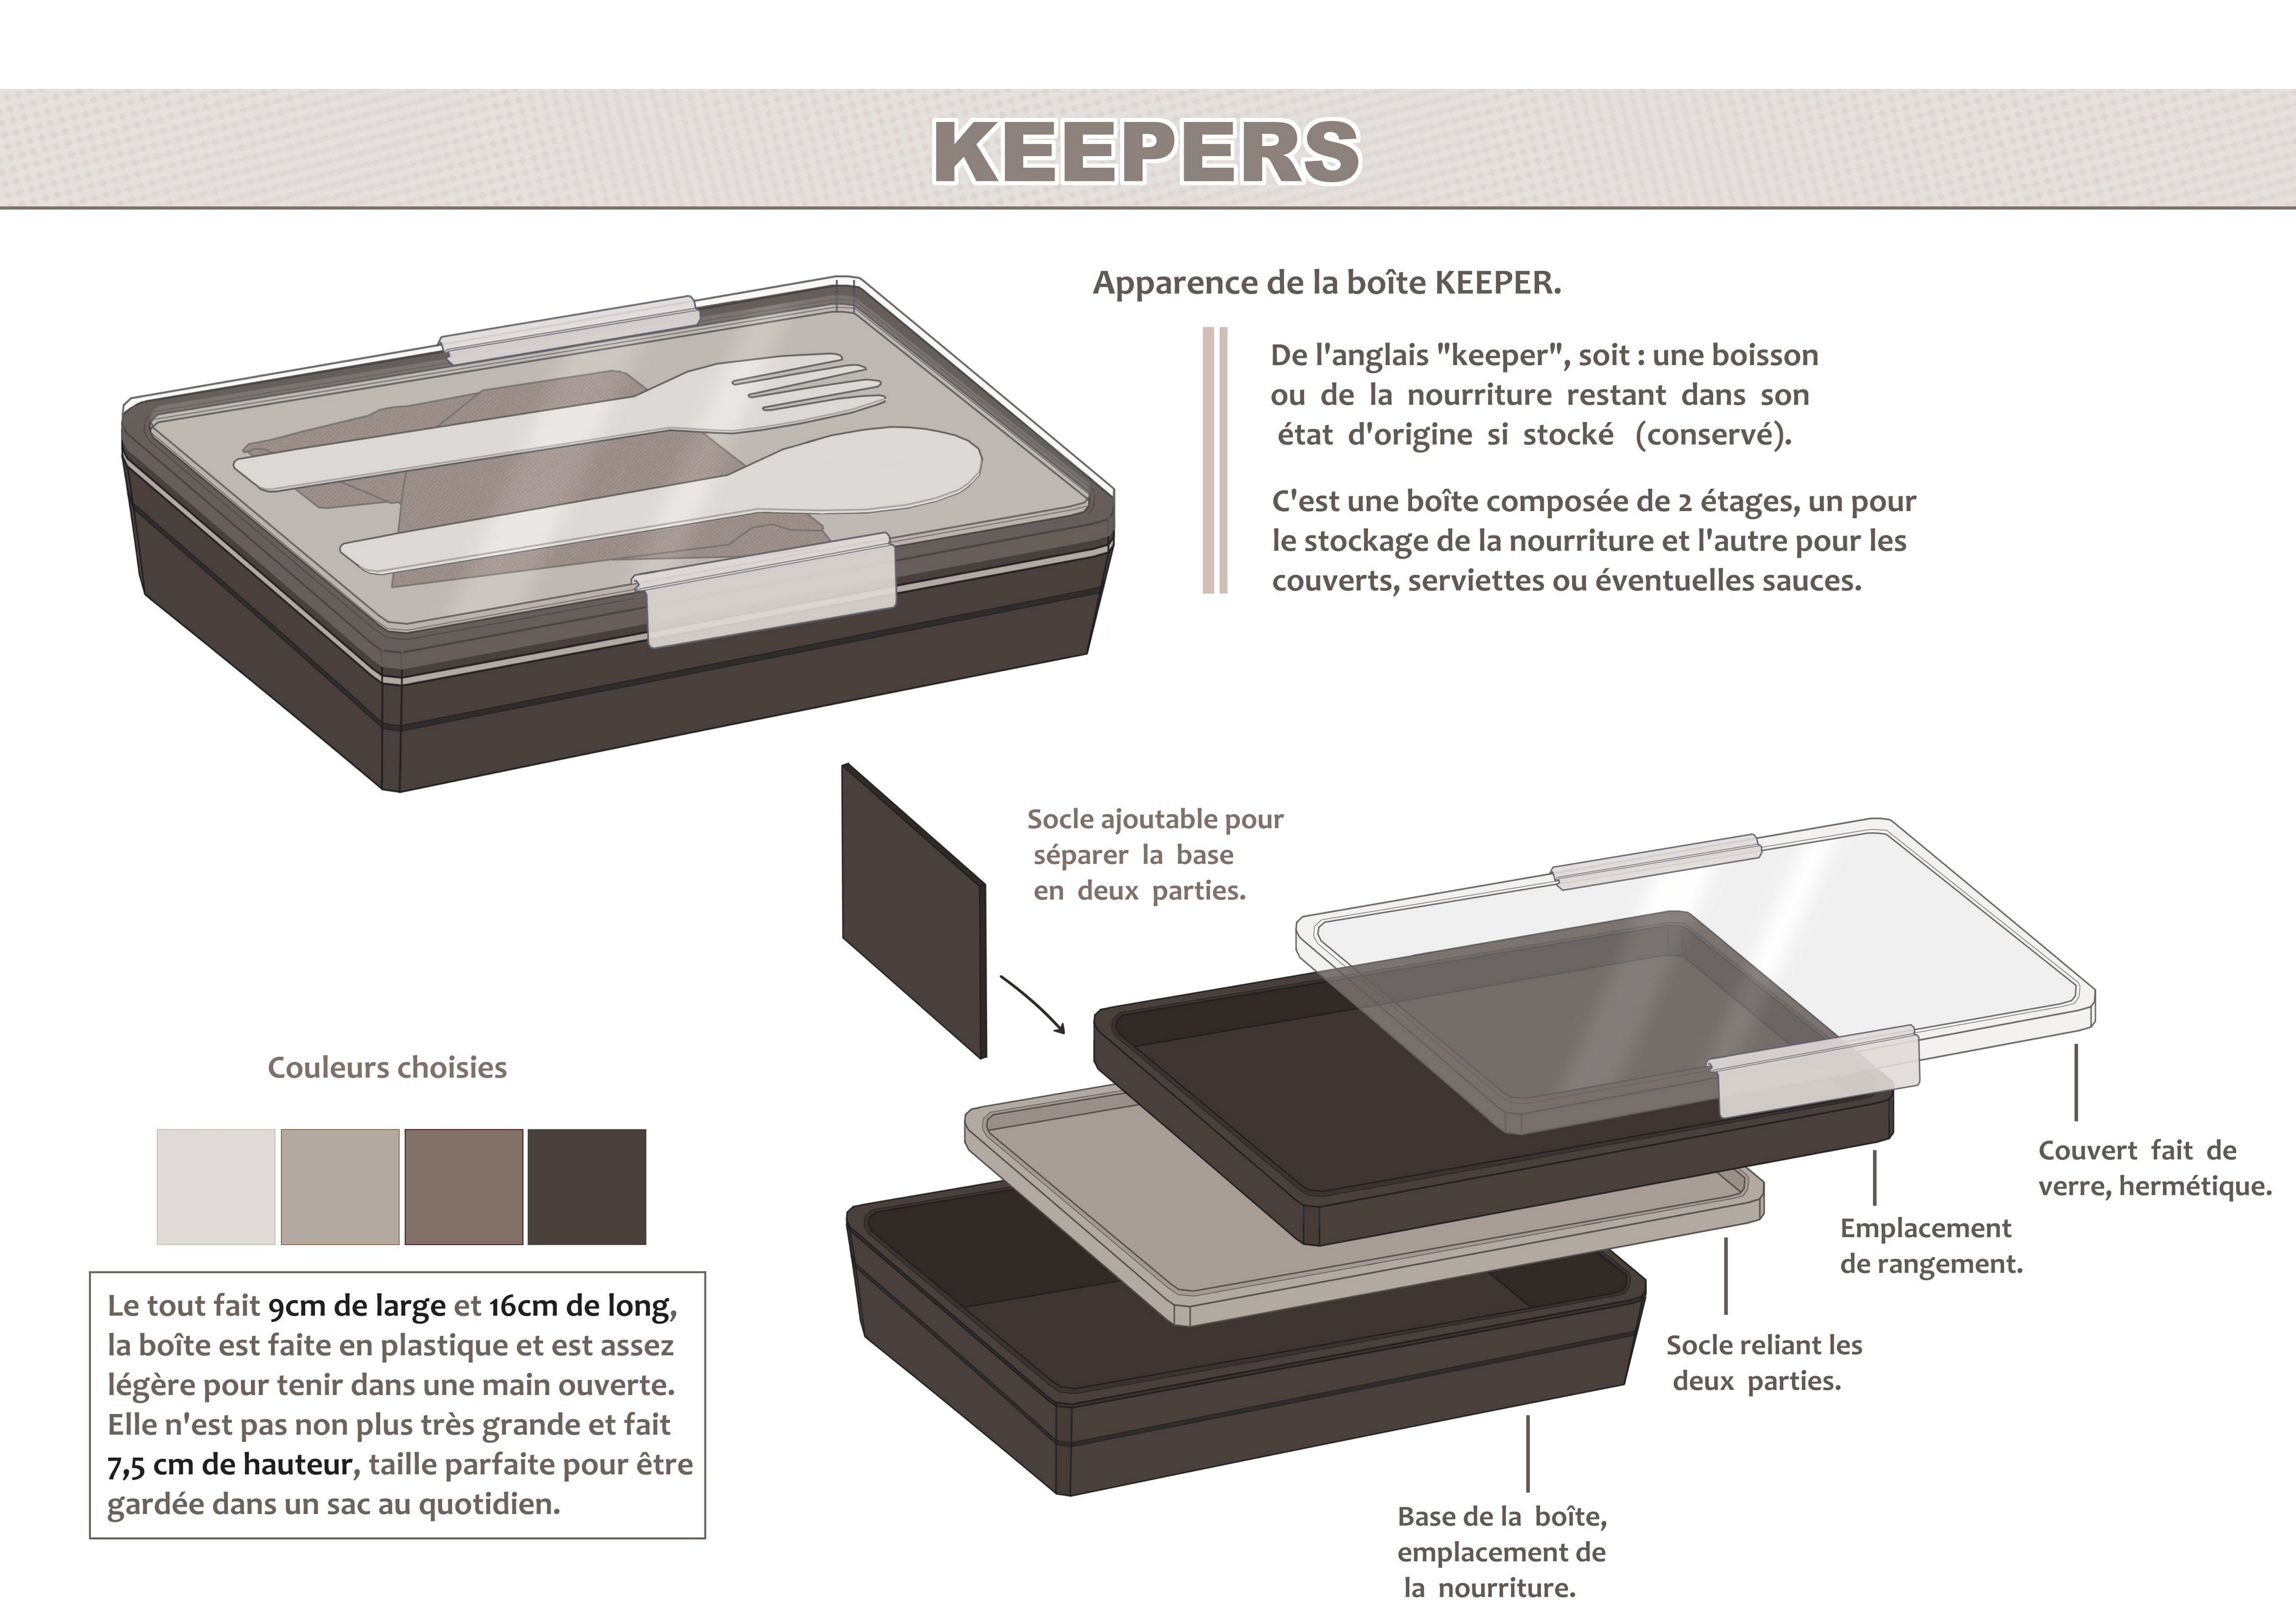 KEEPERS
Apparence de la boîte KEEPER.
De l'anglais "keeper", soit : une boisson
ou de la nourriture restant dans son
état d'origine si stocké (conservé).
C'est une boîte composée de 2 étages, un pour
le stockage de la nourriture et l'autre pour les
couverts, serviettes ou éventuelles sauces.
Socle ajoutable pour
séparer la base
en deux parties.
Couvert fait de
verre, hermétique.
Emplacement
de rangement.
Socle reliant les
deux parties.
Base de la boîte,
emplacement de
la nourriture.
Couleurs choisies
Le tout fait 9cm de large et 16cm de long,
la boîte est faite en plastique et est assez
légère pour tenir dans une main ouverte.
Elle n'est pas non plus très grande et fait
7,5 cm de hauteur, taille parfaite pour être
gardée dans un sac au quotidien.